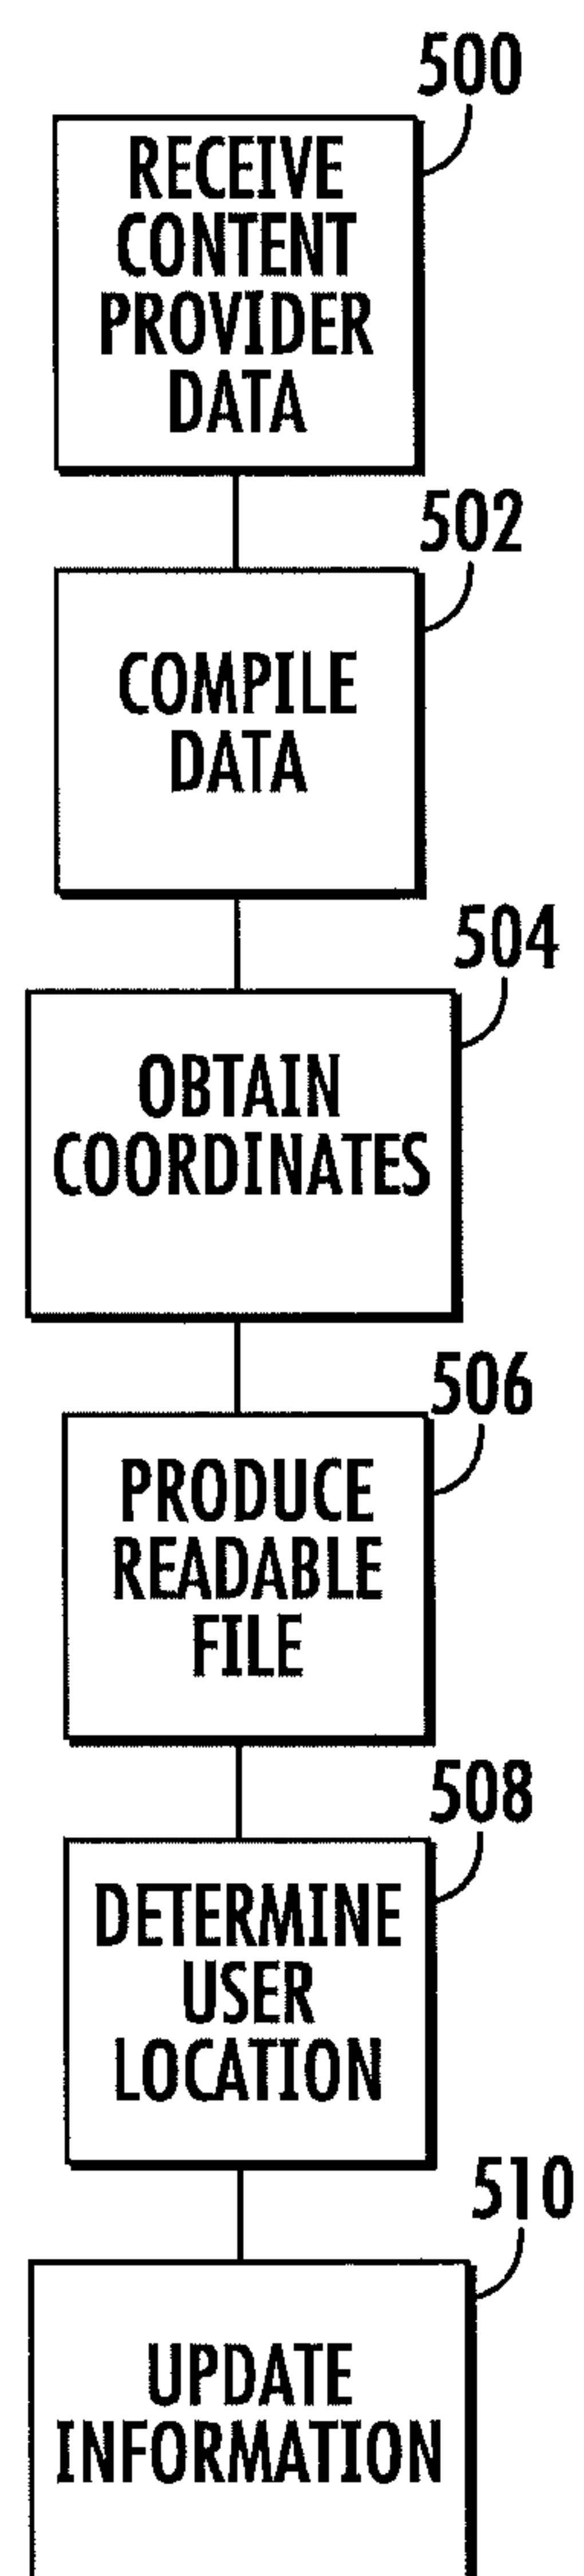 500
RECEIVE
CONTENT
PROVIDER
DATA
502
COMPILE
DATA
504
OBTAIN
COORDINATES
506
PRODUCE
READABLE
FILE
508
DETERMINE
USER
LOCATION
510
UPDATE
INFORMATION